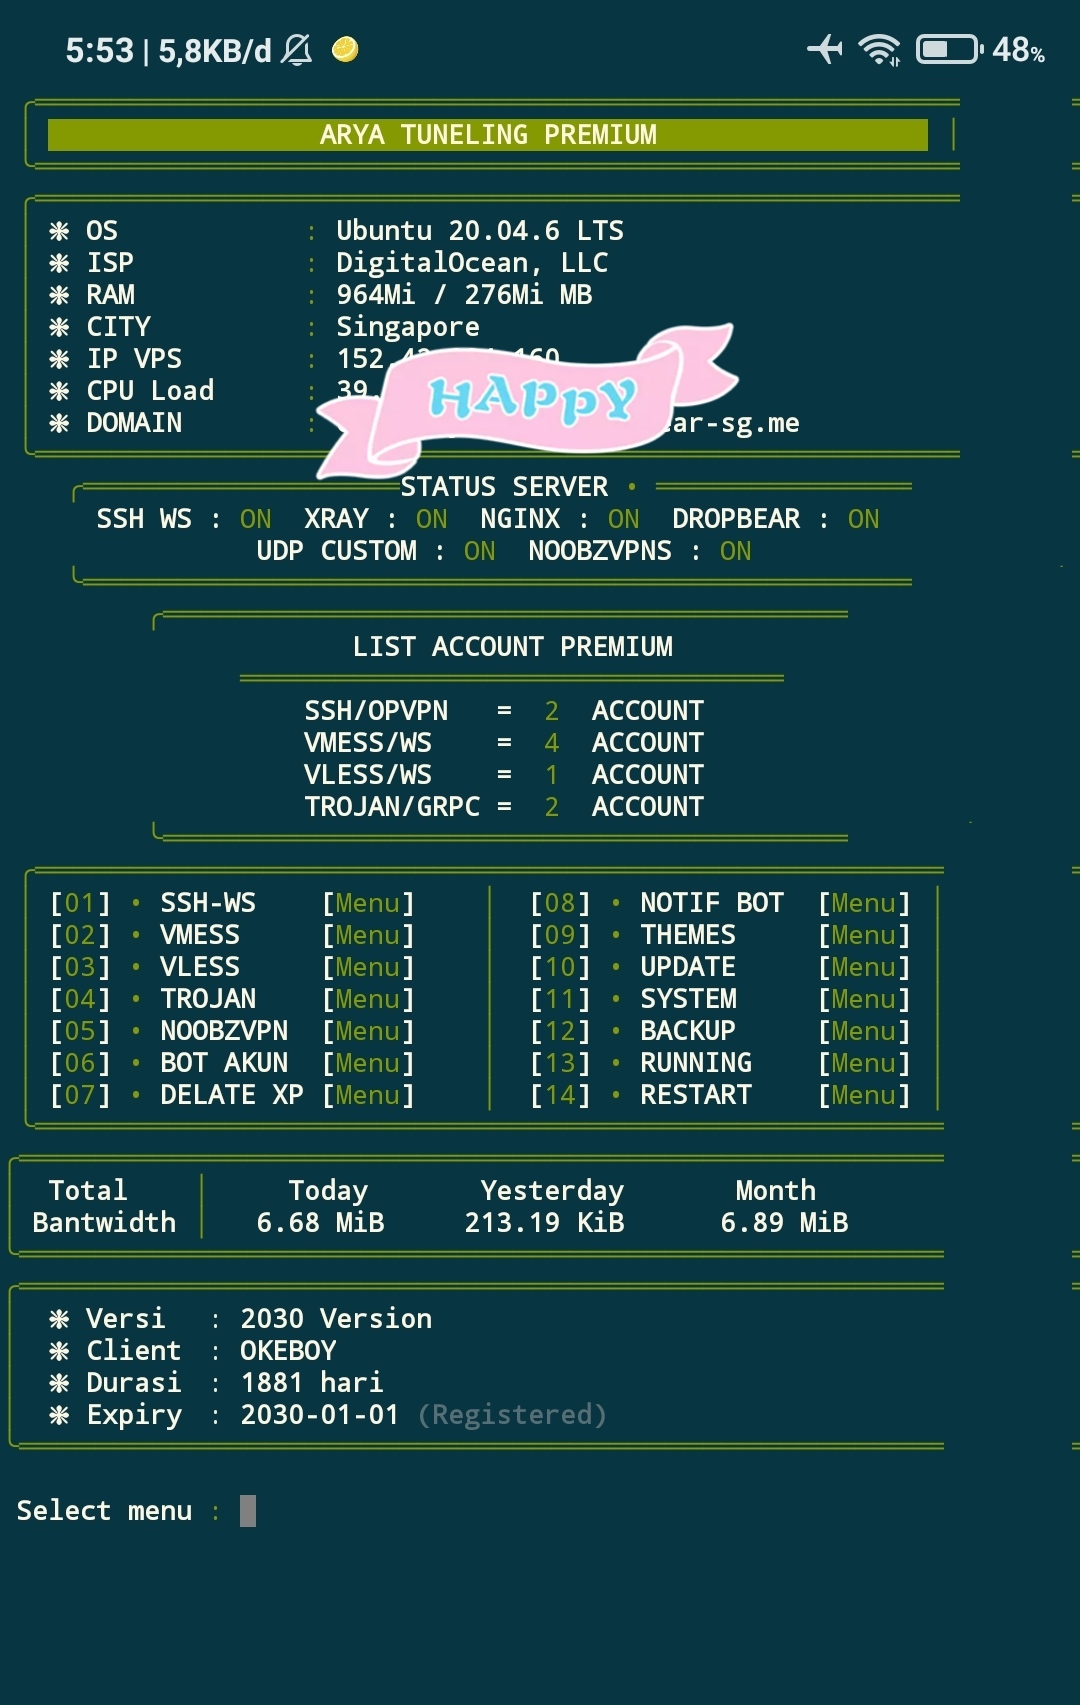 5:53 | 5,8KB/d 48%
ARYA TUNELING PREMIUM
❋ OS : Ubuntu 20.04.6 LTS
❋ ISP : DigitalOcean, LLC
❋ RAM : 964Mi / 276Mi MB
❋ CITY : Singapore
❋ IP VPS : 152.
❋ CPU Load : 39.
HAppY
❋ DOMAIN : ar-sg.me
STATUS SERVER •
SSH WS : ON XRAY : ON NGINX : ON DROPBEAR : ON
UDP CUSTOM : ON NOOBZVPNS : ON
LIST ACCOUNT PREMIUM
SSH/OPVPN = 2 ACCOUNT
VMESS/WS = 4 ACCOUNT
VLESS/WS = 1 ACCOUNT
TROJAN/GRPC = 2 ACCOUNT
[01] • SSH-WS [Menu] │ [08] • NOTIF BOT [Menu] │
[02] • VMESS [Menu] │ [09] • THEMES [Menu] │
[03] • VLESS [Menu] │ [10] • UPDATE [Menu] │
[04] • TROJAN [Menu] │ [11] • SYSTEM [Menu] │
[05] • NOOBZVPN [Menu] │ [12] • BACKUP [Menu] │
[06] • BOT AKUN [Menu] │ [13] • RUNNING [Menu] │
[07] • DELATE XP [Menu] │ [14] • RESTART [Menu] │
Total │ Today Yesterday Month
Bantwidth │ 6.68 MiB 213.19 KiB 6.89 MiB
❋ Versi : 2030 Version
❋ Client : OKEBOY
❋ Durasi : 1881 hari
❋ Expiry : 2030-01-01 (Registered)
Select menu :